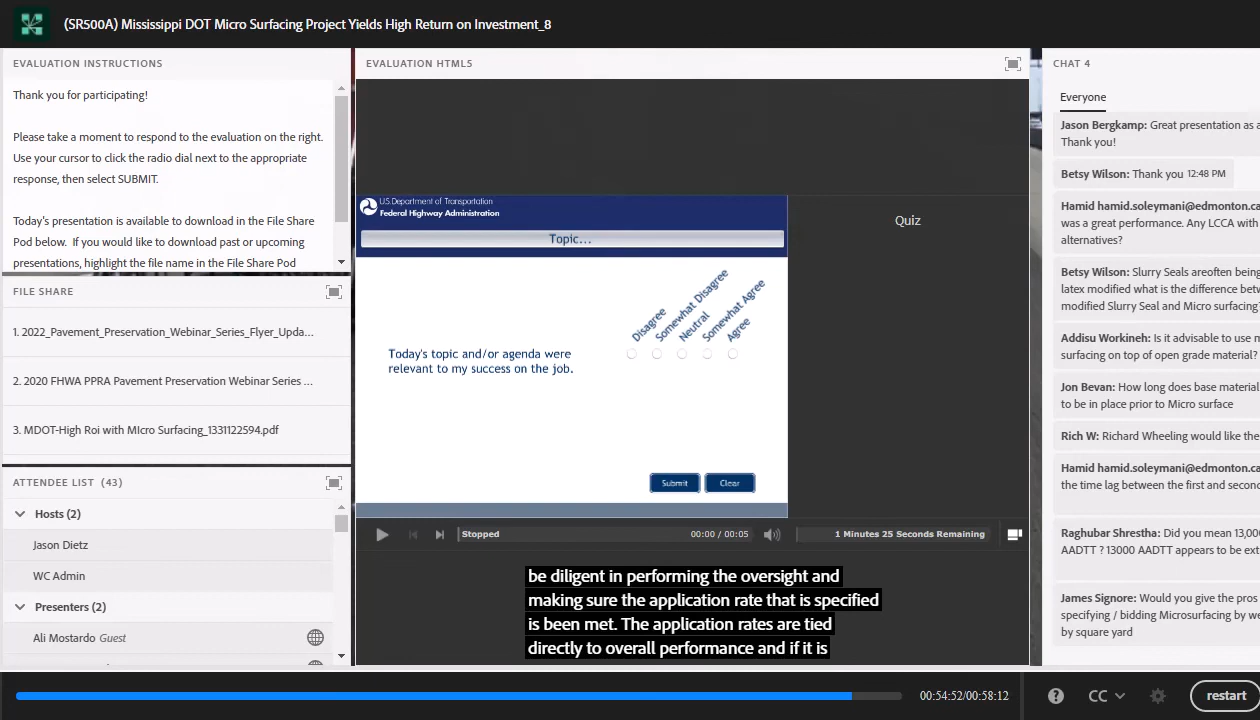 (SR500A) Mississippi DOT Micro Surfacing Project Yields High Return on Investment_8
EVALUATION INSTRUCTIONS
Thank you for participating!
Please take a moment to respond to the evaluation on the right.
Use your cursor to click the radio dial next to the appropriate
response, then select SUBMIT.
Today's presentation is available to download in the File Share
Pod below. If you would like to download past or upcoming
presentations, highlight the file name in the File Share Pod
FILE SHARE
1. 2022_Pavement_Preservation_Webinar_Series_Flyer_Upda...
2. 2020 FHWA PPRA Pavement Preservation Webinar Series ...
3. MDOT-High Roi with MIcro Surfacing_1331122594.pdf
ATTENDEE LIST (43)
Hosts (2)
Jason Dietz
WC Admin
Presenters (2)
Ali Mostardo Guest
EVALUATION HTML5
U.S.Department of Transportation
Federal Highway Administration
Topic...
Disagree
Somewhat Disagree
Neutral
Somewhat Agree
Agree
Today's topic and/or agenda were
relevant to my success on the job.
Submit
Clear
Quiz
Stopped
00:00 / 00:05
1 Minutes 25 Seconds Remaining
be diligent in performing the oversight and
making sure the application rate that is specified
is been met. The application rates are tied
directly to overall performance and if it is
CHAT 4
Everyone
Jason Bergkamp: Great presentation as a
Thank you!
Betsy Wilson: Thank you 12:48 PM
Hamid hamid.soleymani@edmonton.ca
was a great performance. Any LCCA with
alternatives?
Betsy Wilson: Slurry Seals areoften being
latex modified what is the difference betw
modified Slurry Seal and Micro surfacing?
Addisu Workineh: Is it advisable to use m
surfacing on top of open grade material?
Jon Bevan: How long does base material
to be in place prior to Micro surface
Rich W: Richard Wheeling would like the
Hamid hamid.soleymani@edmonton.ca
the time lag between the first and second
Raghubar Shrestha: Did you mean 13,000
AADTT ? 13000 AADTT appears to be ext
James Signore: Would you give the pros
specifying / bidding Microsurfacing by we
by square yard
00:54:52/00:58:12
CC
restart